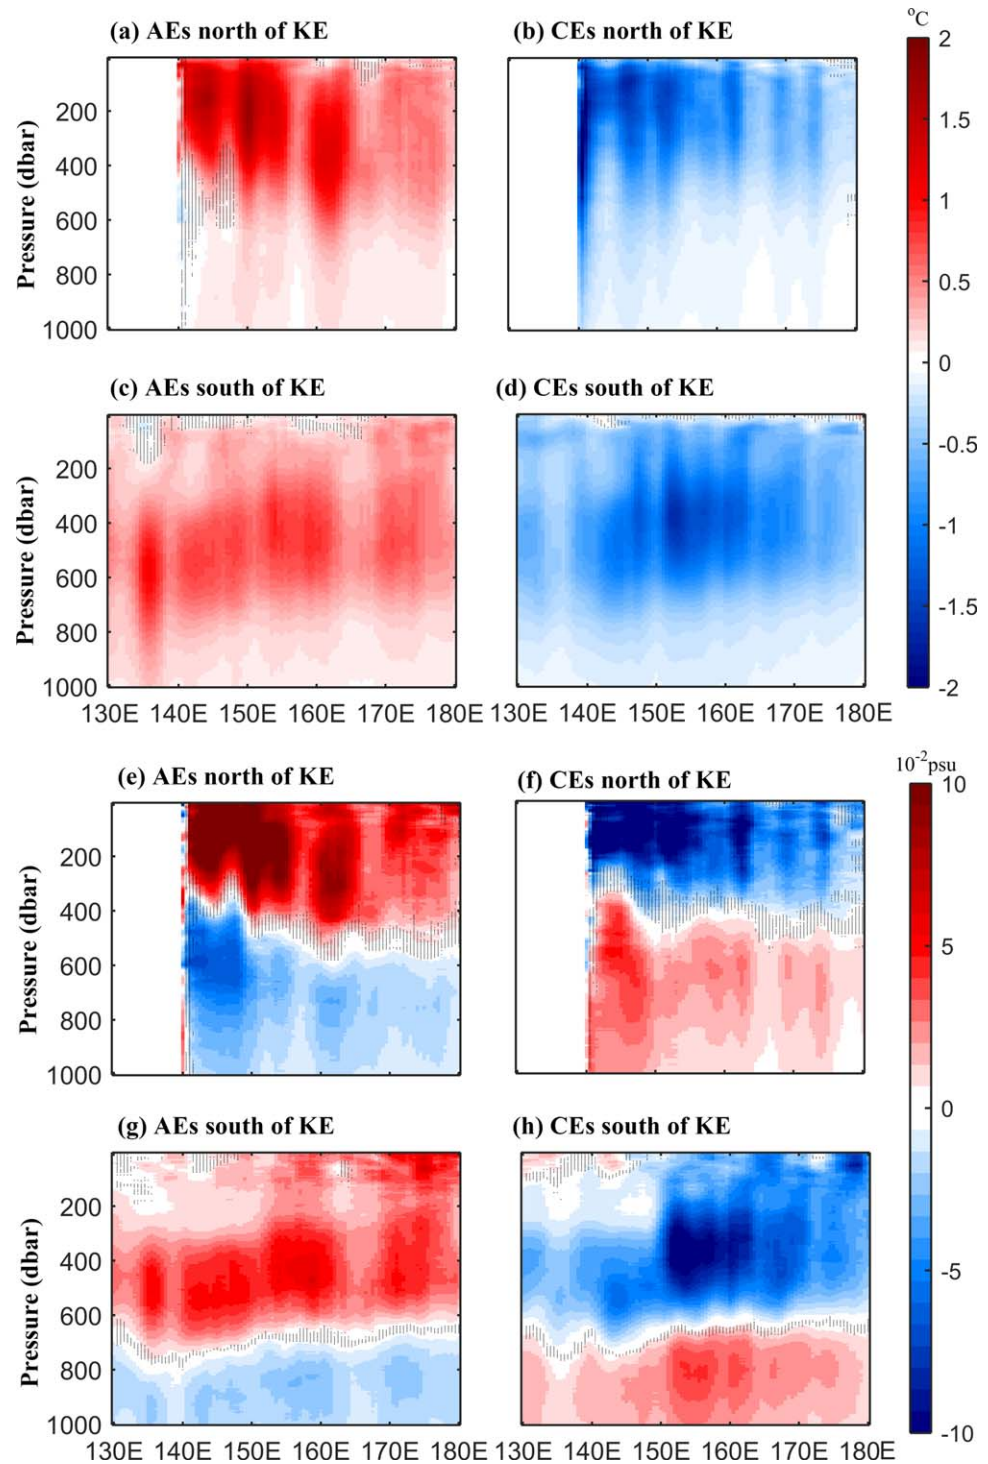 (a) AEs north of KE
(b) CEs north of KE
°C
2
1.5
1
0.5
0
-0.5
-1
-1.5
-2
Pressure (dbar)
200
400
600
800
1000
(c) AEs south of KE
(d) CEs south of KE
Pressure (dbar)
200
400
600
800
1000
130E 140E 150E 160E 170E 180E 130E 140E 150E 160E 170E 180E
(e) AEs north of KE
(f) CEs north of KE
10-2psu
10
5
0
-5
-10
Pressure (dbar)
200
400
600
800
1000
(g) AEs south of KE
(h) CEs south of KE
Pressure (dbar)
200
400
600
800
1000
130E 140E 150E 160E 170E 180E 130E 140E 150E 160E 170E 180E